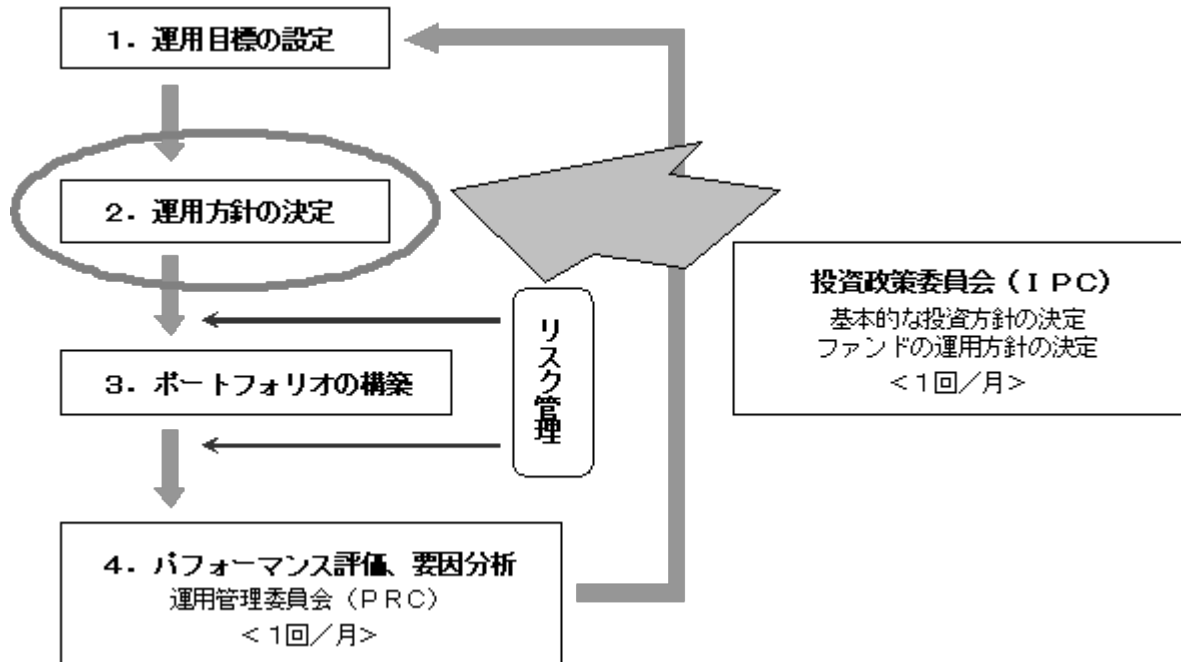 １．運用目標の設定
２．運用方針の決定
投資政策委員会（ＩＰＣ）
基本的な投資方針の決定
ファンドの運用方針の決定
＜１回／月＞
リスク管理
３．ポートフォリオの構築
４．パフォーマンス評価、要因分析
運用管理委員会（ＰＲＣ）
＜１回／月＞